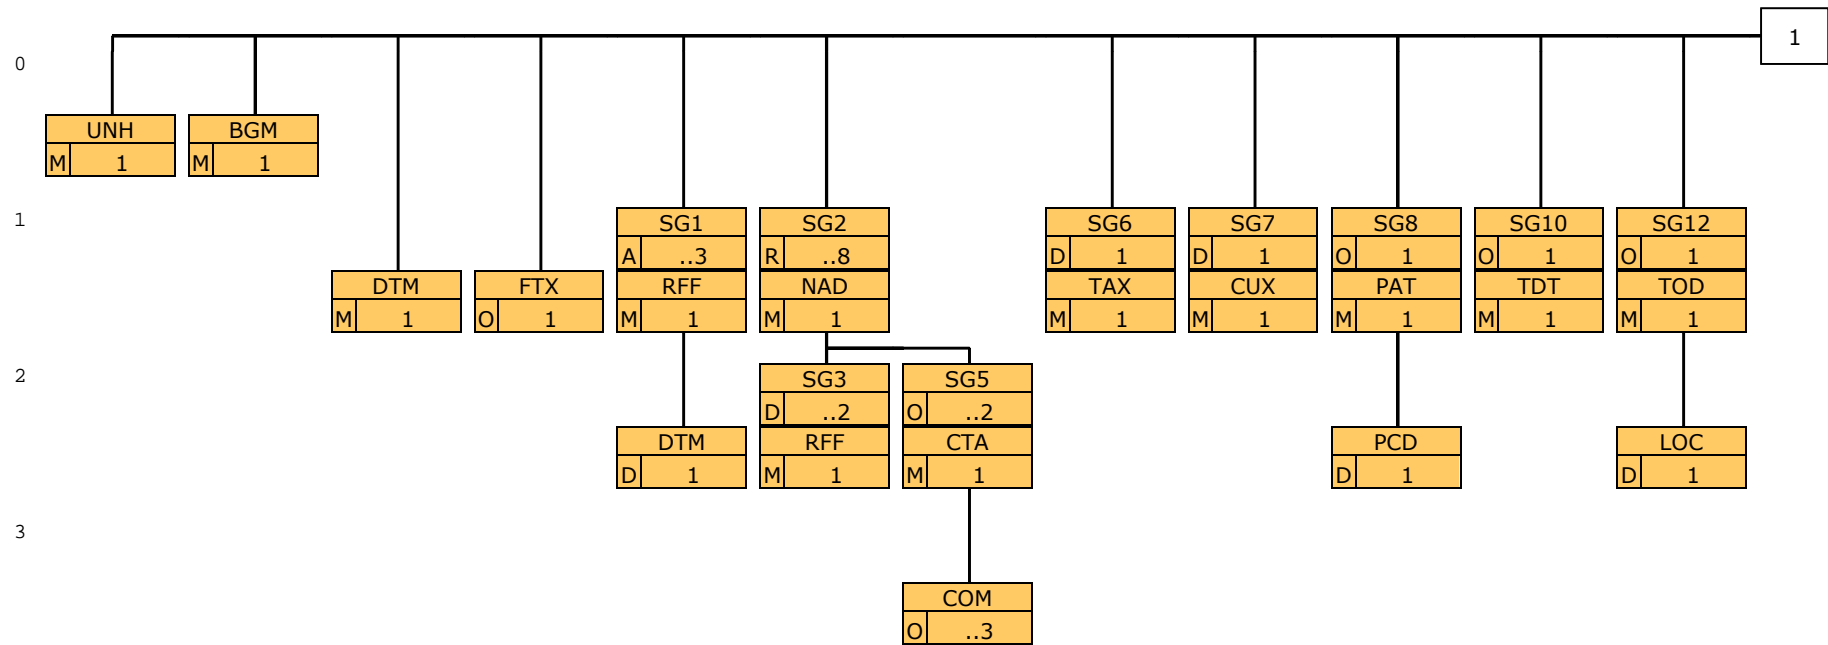 1
0
UNH BGM
M 1 M 1
1
SG1 SG2 SG6 SG7 SG8 SG10 SG12
A ..3 R ..8 D 1 D 1 O 1 O 1 O 1
DTM FTX RFF NAD TAX CUX PAT TDT TOD
M 1 O 1 M 1 M 1 M 1 M 1 M 1 M 1 M 1
2
SG3 SG5
D ..2 O ..2
DTM RFF CTA PCD LOC
D 1 M 1 M 1 D 1 D 1
3
COM
O ..3